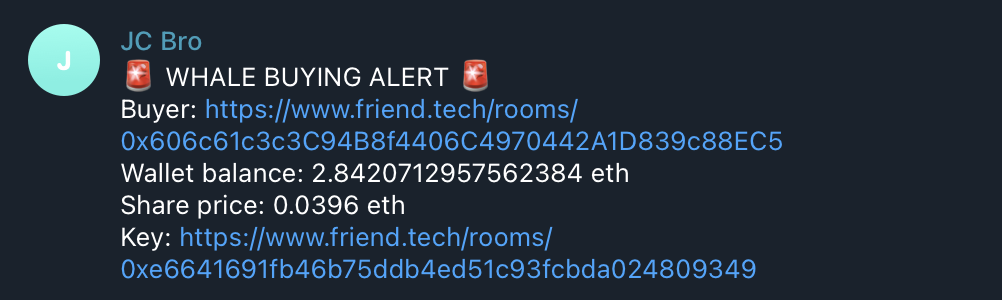 J
JC Bro
🚨 WHALE BUYING ALERT 🚨
Buyer: https://www.friend.tech/rooms/
0x606c61c3c3C94B8f4406C4970442A1D839c88EC5
Wallet balance: 2.8420712957562384 eth
Share price: 0.0396 eth
Key: https://www.friend.tech/rooms/
0xe6641691fb46b75ddb4ed51c93fcbda024809349